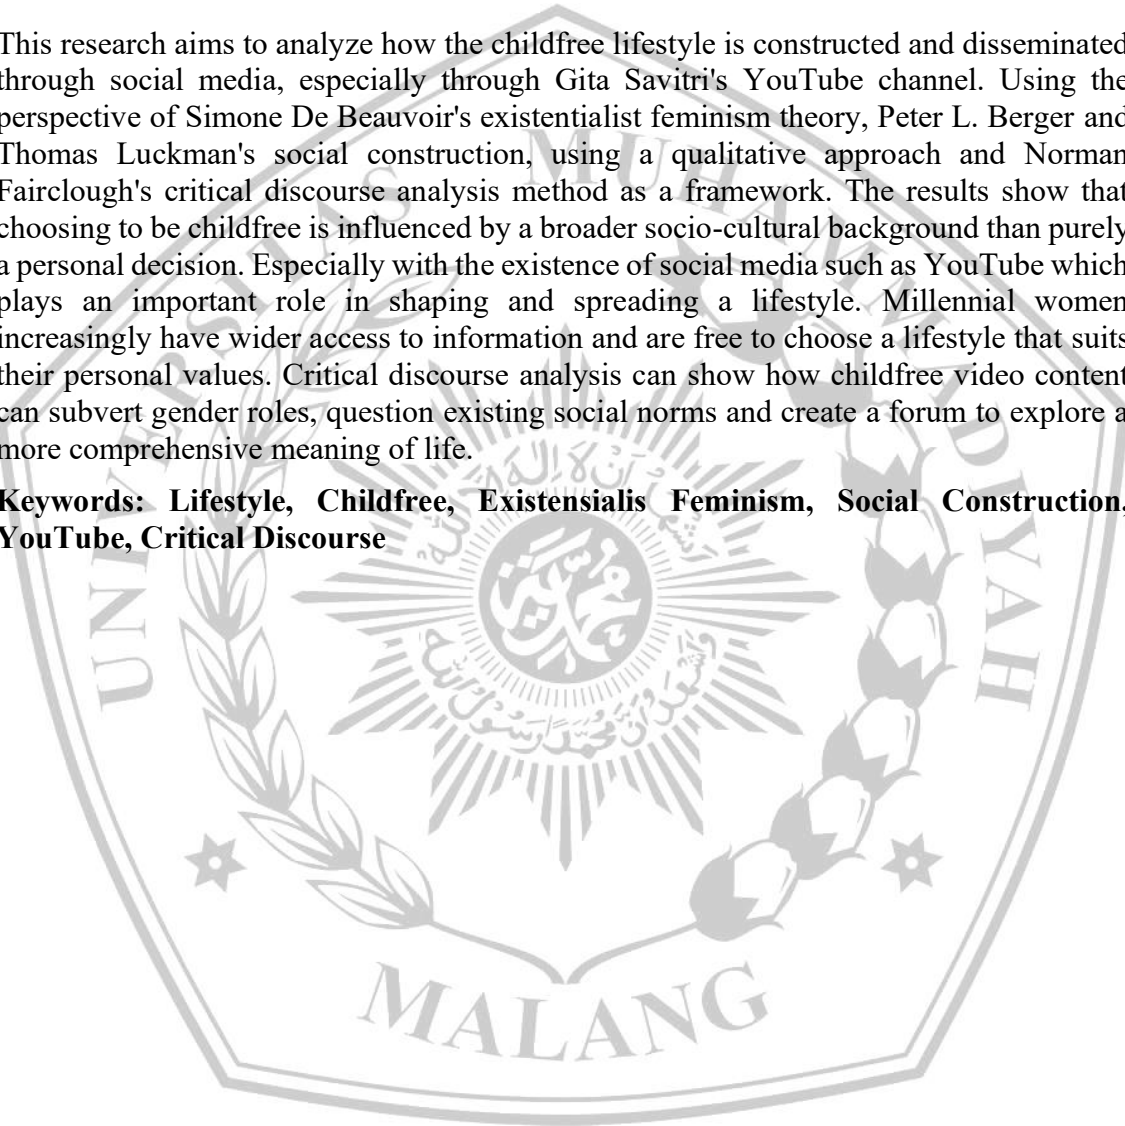 This research aims to analyze how the childfree lifestyle is constructed and disseminated
through social media, especially through Gita Savitri's YouTube channel. Using the
perspective of Simone De Beauvoir's existentialist feminism theory, Peter L. Berger and
Thomas Luckman's social construction, using a qualitative approach and Norman
Fairclough's critical discourse analysis method as a framework. The results show that
choosing to be childfree is influenced by a broader socio-cultural background than purely
a personal decision. Especially with the existence of social media such as YouTube which
plays an important role in shaping and spreading a lifestyle. Millennial women
increasingly have wider access to information and are free to choose a lifestyle that suits
their personal values. Critical discourse analysis can show how childfree video content
can subvert gender roles, question existing social norms and create a forum to explore a
more comprehensive meaning of life.
Keywords: Lifestyle, Childfree, Existensialis Feminism, Social Construction,
YouTube, Critical Discourse
UNIVERSITAS MUHAMMADIYAH
MALANG